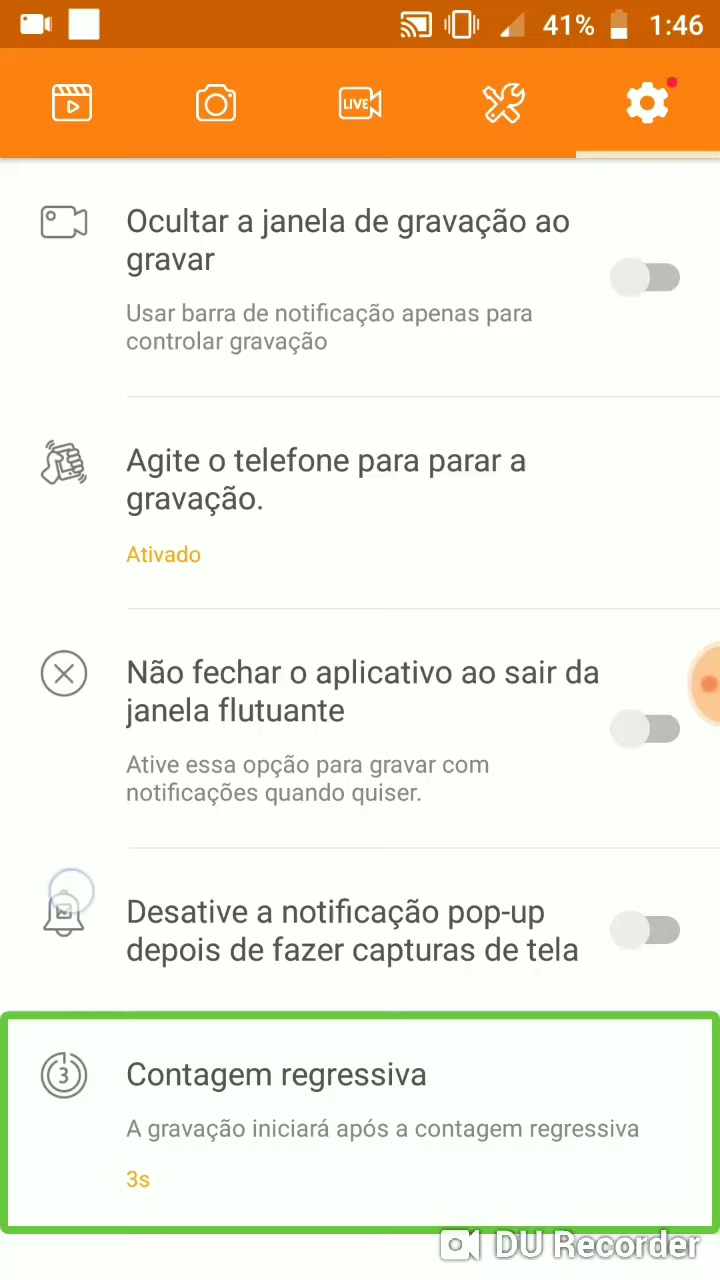 41% 1:46
LIVE
Ocultar a janela de gravação ao
gravar
Usar barra de notificação apenas para
controlar gravação
Agite o telefone para parar a
gravação.
Ativado
Não fechar o aplicativo ao sair da
janela flutuante
Ative essa opção para gravar com
notificações quando quiser.
Desative a notificação pop-up
depois de fazer capturas de tela
3
Contagem regressiva
A gravação iniciará após a contagem regressiva
3s
DU Recorder